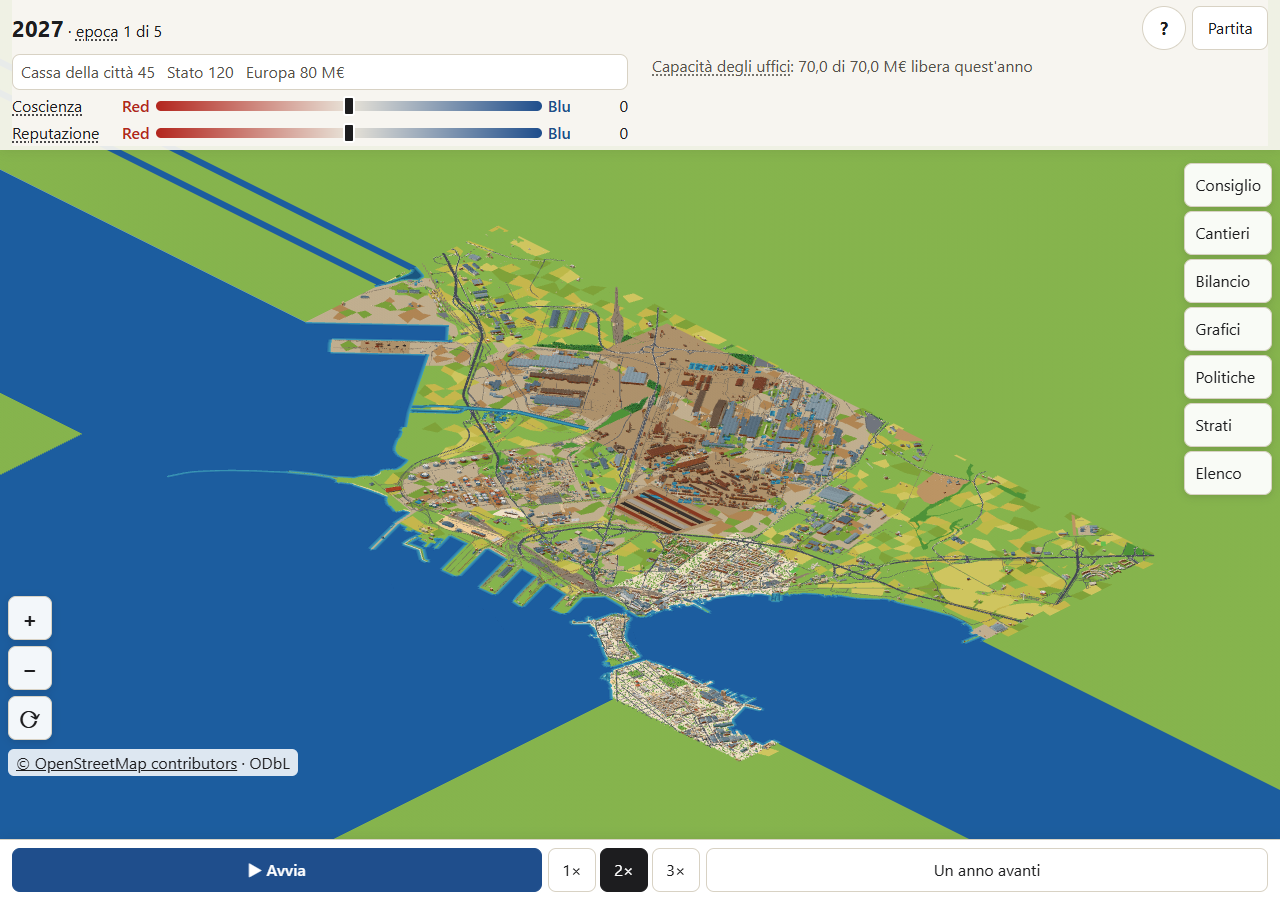 2027 · epoca 1 di 5
?
Partita
Cassa della città 45 Stato 120 Europa 80 M€
Capacità degli uffici: 70,0 di 70,0 M€ libera quest'anno
Coscienza Red Blu 0
Reputazione Red Blu 0
Consiglio
Cantieri
Bilancio
Grafici
Politiche
Strati
Elenco
+
−
© OpenStreetMap contributors · ODbL
▶ Avvia
1×
2×
3×
Un anno avanti